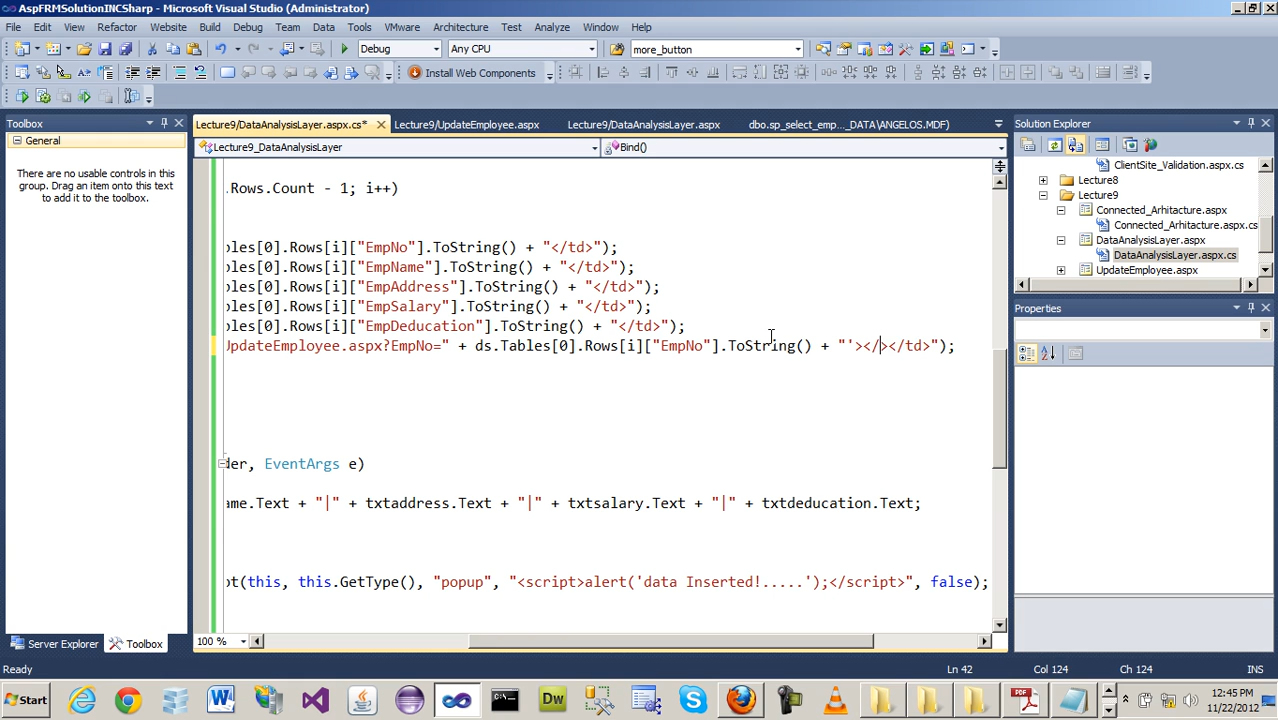 AspFRMSolutionINCSharp - Microsoft Visual Studio (Administrator)
File Edit View Refactor Website Build Debug Team Data Tools VMware Architecture Test Analyze Window Help
Debug Any CPU more_button
Install Web Components
Toolbox
General
There are no usable controls in this group. Drag an item onto this text to add it to the toolbox.
Server Explorer Toolbox
Lecture9/DataAnalysisLayer.aspx.cs* Lecture9/UpdateEmployee.aspx Lecture9/DataAnalysisLayer.aspx dbo.sp_select_emp..._DATA\ANGELOS.MDF)
Lecture9_DataAnalysisLayer Bind()
.Rows.Count - 1; i++)
bles[0].Rows[i]["EmpNo"].ToString() + "</td>");
bles[0].Rows[i]["EmpName"].ToString() + "</td>");
bles[0].Rows[i]["EmpAddress"].ToString() + "</td>");
bles[0].Rows[i]["EmpSalary"].ToString() + "</td>");
bles[0].Rows[i]["EmpDeducation"].ToString() + "</td>");
UpdateEmployee.aspx?EmpNo=" + ds.Tables[0].Rows[i]["EmpNo"].ToString() + "'></></td>");
der, EventArgs e)
ame.Text + "|" + txtaddress.Text + "|" + txtsalary.Text + "|" + txtdeducation.Text;
pt(this, this.GetType(), "popup", "<script>alert('data Inserted!.....');</script>", false);
100 %
Solution Explorer
ClientSite_Validation.aspx.cs
Lecture8
Lecture9
Connected_Arhitacture.aspx
Connected_Arhitacture.aspx.cs
DataAnalysisLayer.aspx
DataAnalysisLayer.aspx.cs
UpdateEmployee.aspx
Properties
Ready Ln 42 Col 124 Ch 124 INS
Start 12:45 PM
11/22/2012